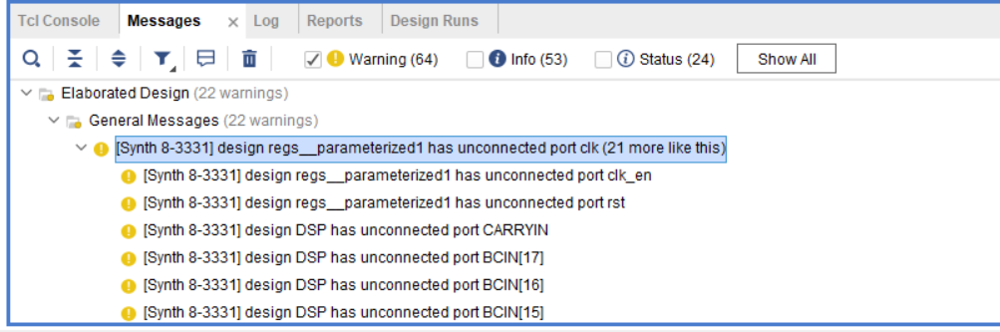 Tcl Console Messages × Log Reports Design Runs
Warning (64) Info (53) Status (24) Show All
Elaborated Design (22 warnings)
General Messages (22 warnings)
[Synth 8-3331] design regs__parameterized1 has unconnected port clk (21 more like this)
[Synth 8-3331] design regs__parameterized1 has unconnected port clk_en
[Synth 8-3331] design regs__parameterized1 has unconnected port rst
[Synth 8-3331] design DSP has unconnected port CARRYIN
[Synth 8-3331] design DSP has unconnected port BCIN[17]
[Synth 8-3331] design DSP has unconnected port BCIN[16]
[Synth 8-3331] design DSP has unconnected port BCIN[15]